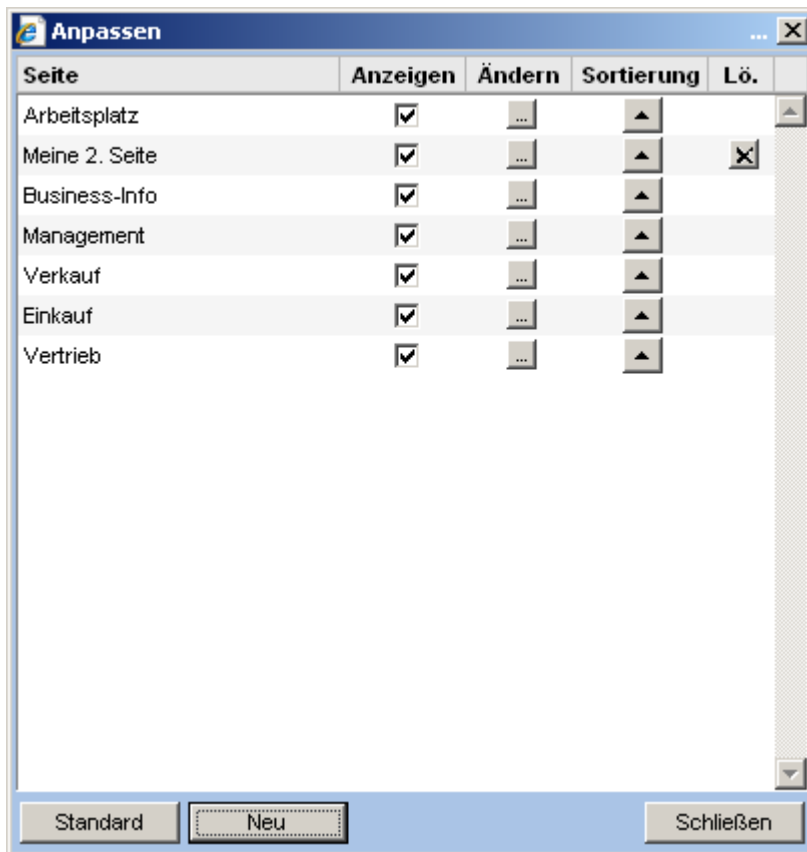 Anpassen ...
Seite Anzeigen Ändern Sortierung Lö.
Arbeitsplatz ...
Meine 2. Seite ...
Business-Info ...
Management ...
Verkauf ...
Einkauf ...
Vertrieb ...
Standard Neu Schließen